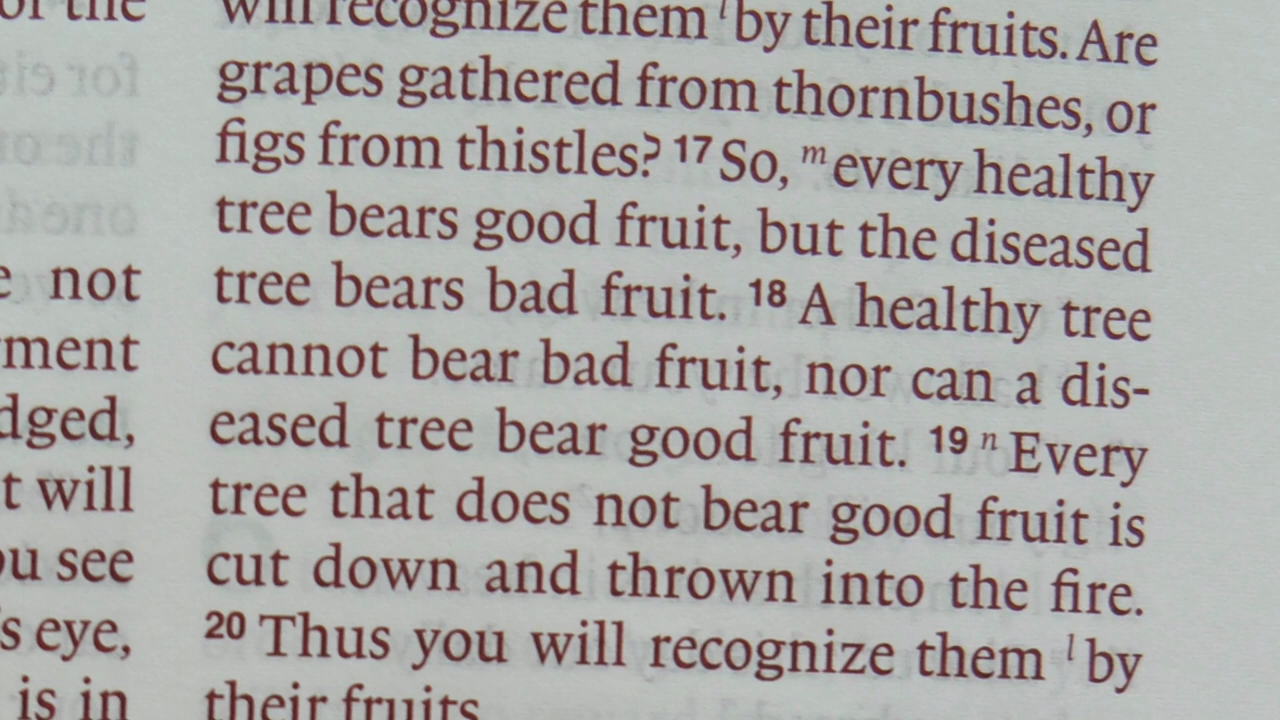 of the
not
ment
dged,
t will
ou see
s eye,
is in
will recognize them l by their fruits. Are
grapes gathered from thornbushes, or
figs from thistles? 17 So, m every healthy
tree bears good fruit, but the diseased
tree bears bad fruit. 18 A healthy tree
cannot bear bad fruit, nor can a dis-
eased tree bear good fruit. 19 n Every
tree that does not bear good fruit is
cut down and thrown into the fire.
20 Thus you will recognize them l by
their fruits